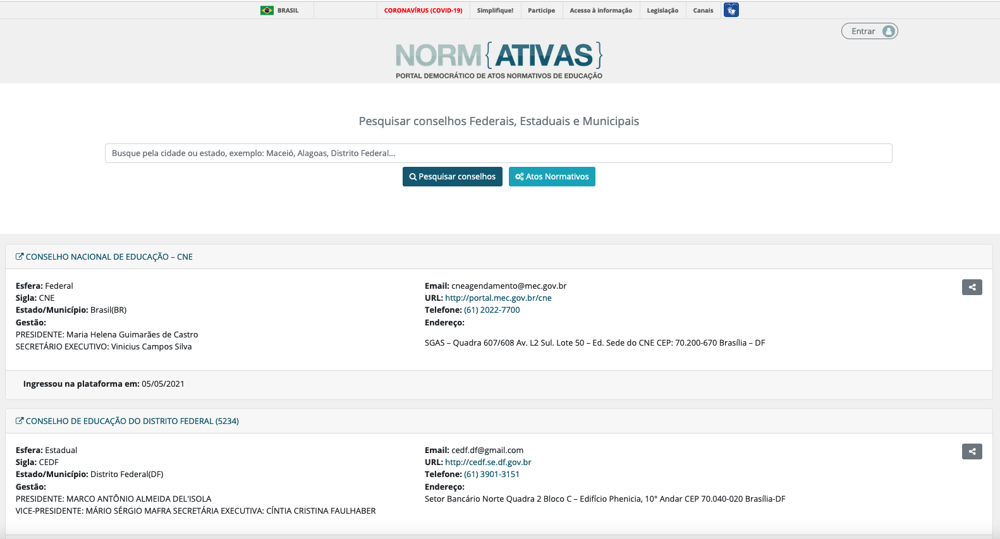 BRASIL
CORONAVÍRUS (COVID-19)
Simplifique!
Participe
Acesso à informação
Legislação
Canais
Entrar
NORM{ATIVAS}
PORTAL DEMOCRÁTICO DE ATOS NORMATIVOS DE EDUCAÇÃO
Pesquisar conselhos Federais, Estaduais e Municipais
Busque pela cidade ou estado, exemplo: Maceió, Alagoas, Distrito Federal...
Pesquisar conselhos
Atos Normativos
CONSELHO NACIONAL DE EDUCAÇÃO – CNE
Esfera: Federal
Sigla: CNE
Estado/Município: Brasil(BR)
Gestão:
PRESIDENTE: Maria Helena Guimarães de Castro
SECRETÁRIO EXECUTIVO: Vinicius Campos Silva
Email: cneagendamento@mec.gov.br
URL: http://portal.mec.gov.br/cne
Telefone: (61) 2022-7700
Endereço:
SGAS – Quadra 607/608 Av. L2 Sul. Lote 50 – Ed. Sede do CNE CEP: 70.200-670 Brasília – DF
Ingressou na plataforma em: 05/05/2021
CONSELHO DE EDUCAÇÃO DO DISTRITO FEDERAL (5234)
Esfera: Estadual
Sigla: CEDF
Estado/Município: Distrito Federal(DF)
Gestão:
PRESIDENTE: MARCO ANTÔNIO ALMEIDA DEL'ISOLA
VICE-PRESIDENTE: MÁRIO SÉRGIO MAFRA SECRETÁRIA EXECUTIVA: CÍNTIA CRISTINA FAULHABER
Email: cedf.df@gmail.com
URL: http://cedf.se.df.gov.br
Telefone: (61) 3901-3151
Endereço:
Setor Bancário Norte Quadra 2 Bloco C – Edifício Phenicia, 10° Andar CEP 70.040-020 Brasília-DF